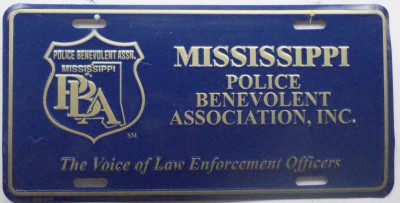 POLICE BENEVOLENT ASSN.
MISSISSIPPI
PBA
SM
MISSISSIPPI
POLICE
BENEVOLENT
ASSOCIATION, INC.
The Voice of Law Enforcement Officers